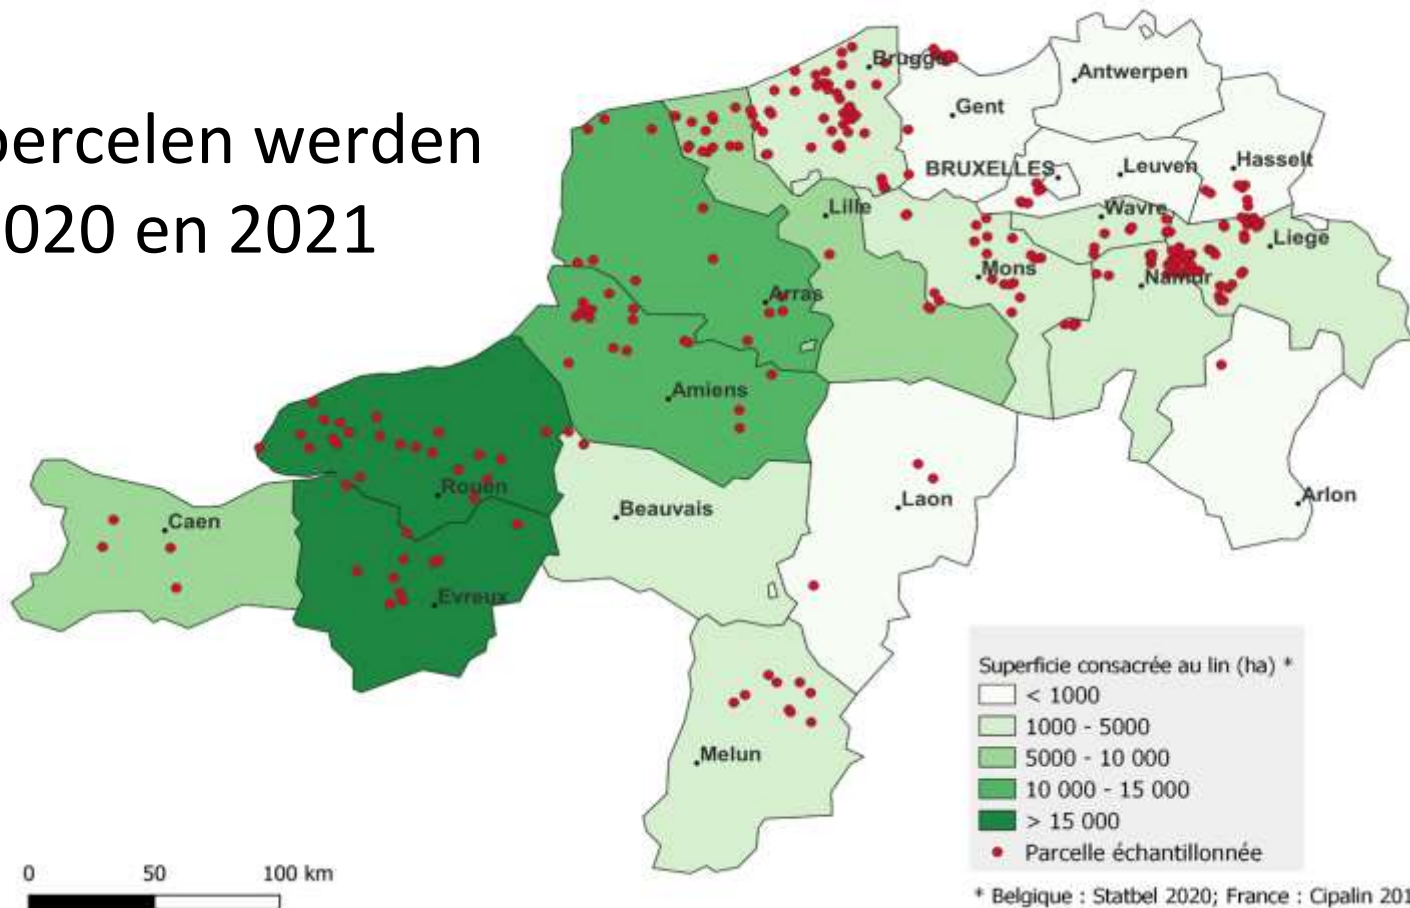 percelen werden
020 en 2021
Brugge
Antwerpen
Gent
BRUXELLES
Leuven
Hasselt
Lille
Wavre
Liege
Mons
Namur
Arras
Amiens
Rouen
Beauvais
Laon
Arlon
Caen
Evreux
Melun
Superficie consacrée au lin (ha) *
< 1000
1000 - 5000
5000 - 10 000
10 000 - 15 000
> 15 000
Parcelle échantillonnée
0 50 100 km
* Belgique : Statbel 2020; France : Cipalin 201